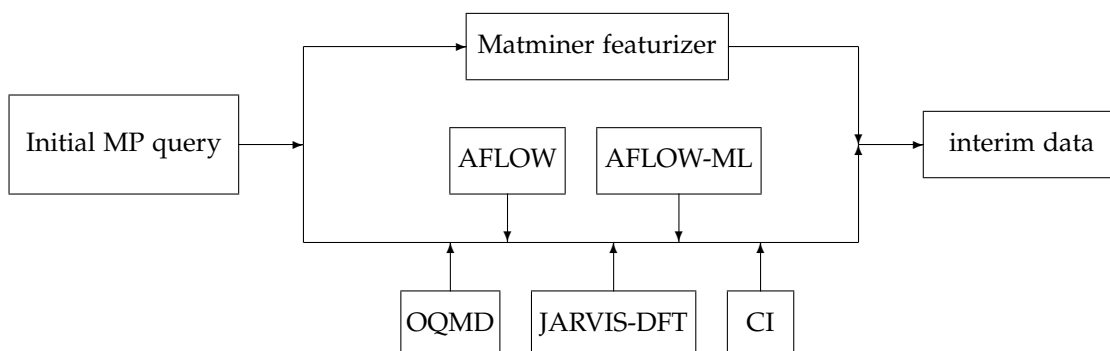 Matminer featurizer
Initial MP query
interim data
AFLOW
AFLOW-ML
OQMD
JARVIS-DFT
CI